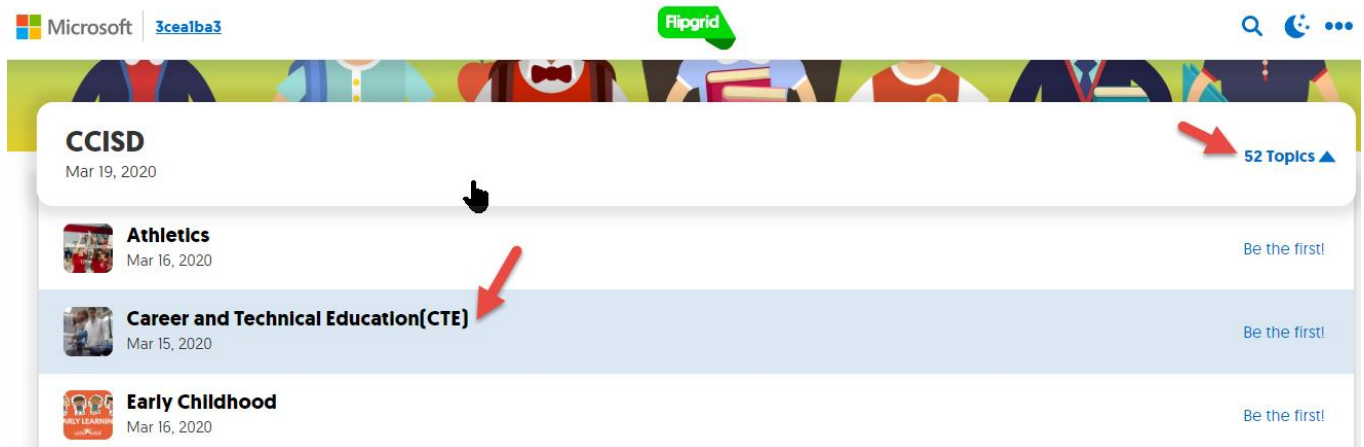 Microsoft 3cea1ba3
Flipgrid
CCISD
Mar 19, 2020
52 Topics
Athletics
Mar 16, 2020
Be the first!
Career and Technical Education(CTE)
Mar 15, 2020
Be the first!
Early Childhood
Mar 16, 2020
Be the first!